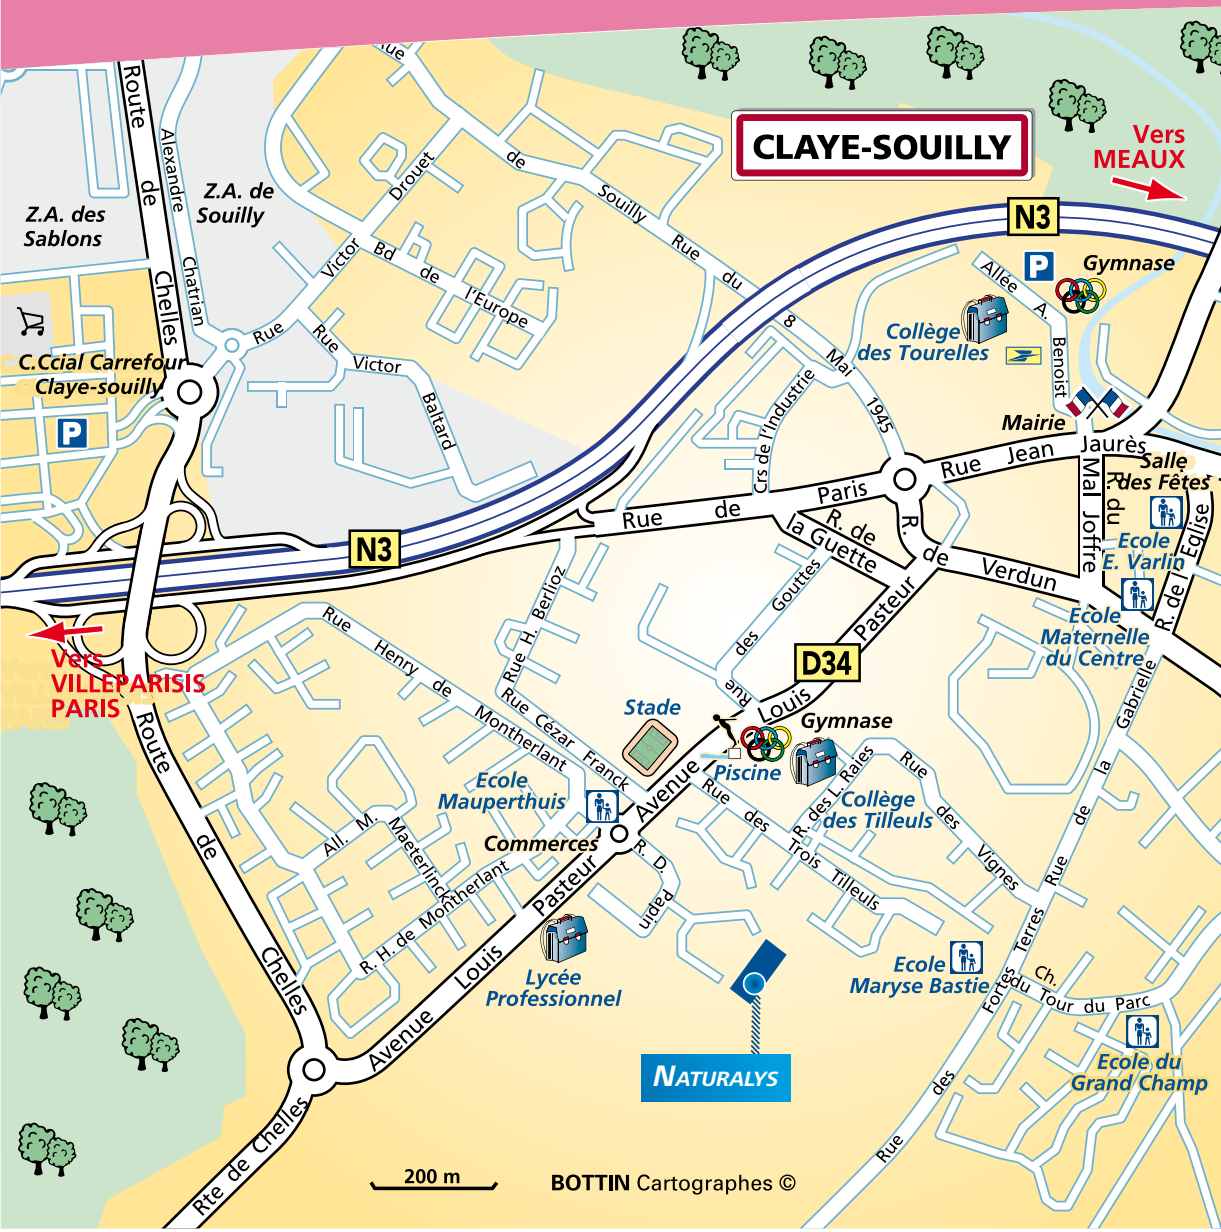 CLAYE-SOUILLY
Vers
MEAUX
N3
Route
de
Chelles
Alexandre
Chatrian
Z.A. de
Souilly
Z.A. des
Sablons
C.Ccial Carrefour
Claye-souilly
P
Rue
Victor
Drouet
Bd de l'Europe
Rue
Victor
Baltard
Rue
de
Souilly
Rue
du
8
Mai
1945
P
Gymnase
Allée
A.
Benoist
Collège
des Tourelles
Mairie
Crs de l'Industrie
Rue Jean Jaurès
Salle
des Fêtes
Mal Joffre
R. du
Ecole
E. Varlin
R. de l'Eglise
Ecole
Maternelle
du Centre
N3
Rue de Paris
R. de
la Guette
R. de Verdun
Vers
VILLEPARISIS
PARIS
Rue Henry de Montherlant
Rue H. Berlioz
Rue Cézar Franck
Rue
des
Gouttes
D34
Avenue Louis Pasteur
Stade
Gymnase
Piscine
Ecole
Mauperthuis
Commerces
Collège
des Tilleuls
R. des L. Raies
Rue
des
Vignes
Rue
des
Trois
Tilleuls
Rue
de
la
Gabrielle
Route
de
Chelles
All. M.
Maeterlinck
R. H. de Montherlant
R. D.
Papin
Lycée
Professionnel
Avenue Louis Pasteur
Ecole
Maryse Bastie
Ch.
du Tour du Parc
Ecole du
Grand Champ
Rue
des
Fortes
Terres
NATURALYS
Rte de Chelles
200 m
BOTTIN Cartographes ©